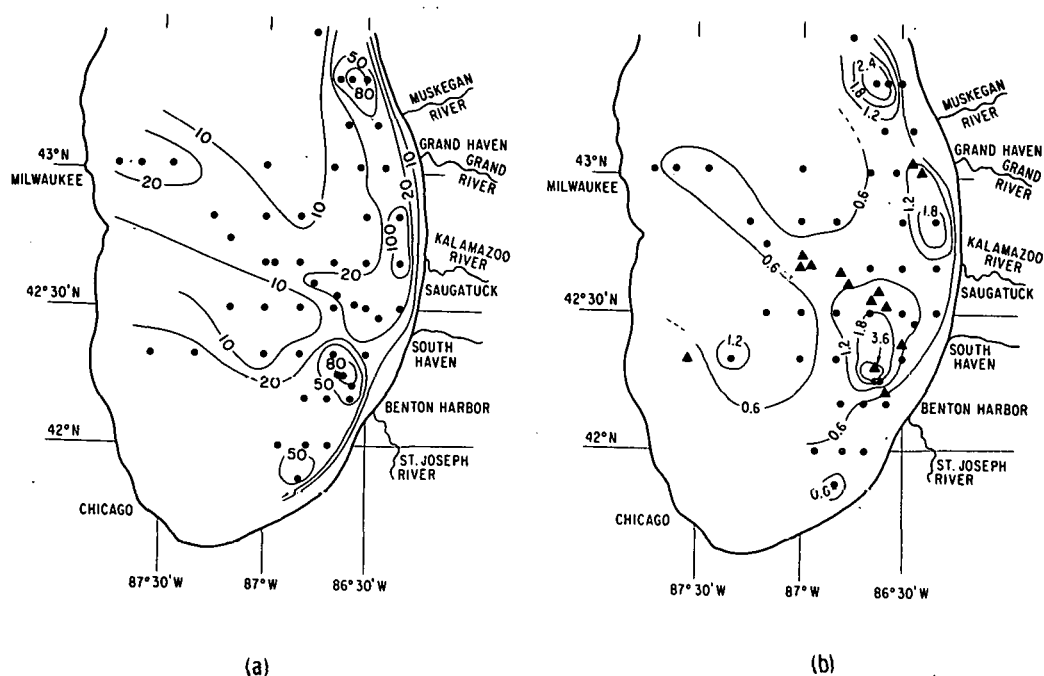 50
80
10
10
20
10
20
100
20
10
10
20
80
50
50
MUSKEGAN
RIVER
GRAND HAVEN
GRAND
RIVER
43°N
MILWAUKEE
KALAMAZOO
RIVER
SAUGATUCK
42°30'N
SOUTH
HAVEN
BENTON HARBOR
42°N
ST. JOSEPH
RIVER
CHICAGO
87°30'W
87°W
86°30'W
(a)
2.4
1.8
1.2
0.6
1.2
1.8
0.6
1.2
1.8
3.6
1.2
0.6
0.6
0.6
MUSKEGAN
RIVER
GRAND HAVEN
GRAND
RIVER
43°N
MILWAUKEE
KALAMAZOO
RIVER
SAUGATUCK
42°30'N
SOUTH
HAVEN
BENTON HARBOR
42°N
ST. JOSEPH
RIVER
CHICAGO
87°30'W
87°W
86°30'W
(b)